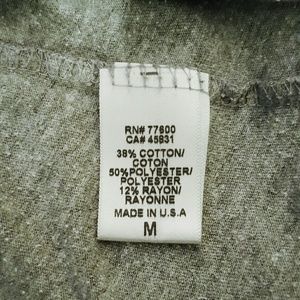 RN# 77600
CA# 45831
38% COTTON/
COTON
50%POLYESTER/
POLYESTER
12% RAYON/
RAYONNE
MADE IN U.S.A
M